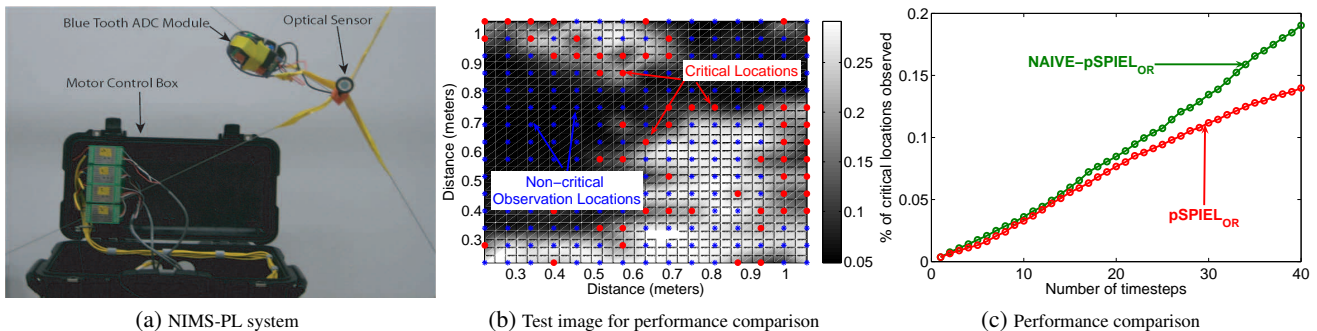 Blue Tooth ADC Module
Optical Sensor
Motor Control Box
(a) NIMS-PL system
1
0.9
0.8
0.7
0.6
0.5
0.4
0.3
Distance (meters)
Critical Locations
Non−critical
Observation Locations
0.3 0.4 0.5 0.6 0.7 0.8 0.9 1
Distance (meters)
0.25
0.2
0.15
0.1
0.05
(b) Test image for performance comparison
% of critical locations observed
0.2
0.15
0.1
0.05
0
NAIVE−pSPIEL_OR
pSPIEL_OR
0 10 20 30 40
Number of timesteps
(c) Performance comparison